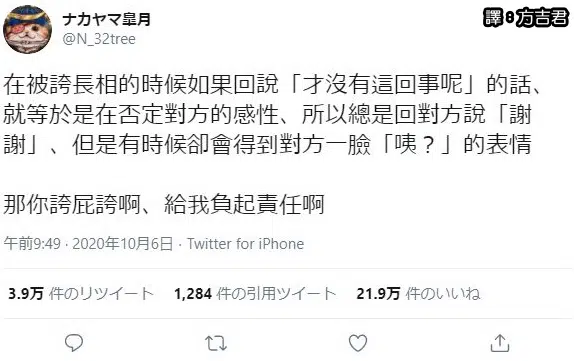 ナカヤマ皐月
譯：方吉君
@N_32tree
在被誇長相的時候如果回說「才沒有這回事呢」的話、
就等於是在否定對方的感性、所以總是回對方說「謝
謝」、但是有時候卻會得到對方一臉「咦？」的表情
那你誇屁誇啊、給我負起責任啊
午前9:49 · 2020年10月6日 · Twitter for iPhone
3.9万 件のリツイート 1,284 件の引用ツイート 21.9万 件のいいね